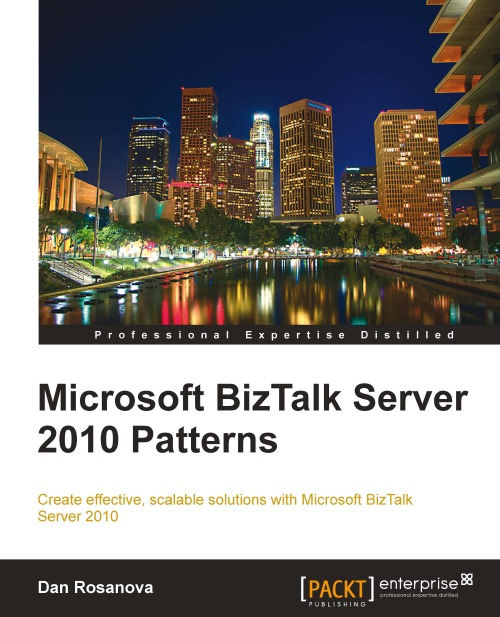 Professional Expertise Distilled
Microsoft BizTalk Server
2010 Patterns
Create effective, scalable solutions with Microsoft BizTalk
Server 2010
Dan Rosanova
[PACKT] enterprise
PUBLISHING
professional expertise distilled